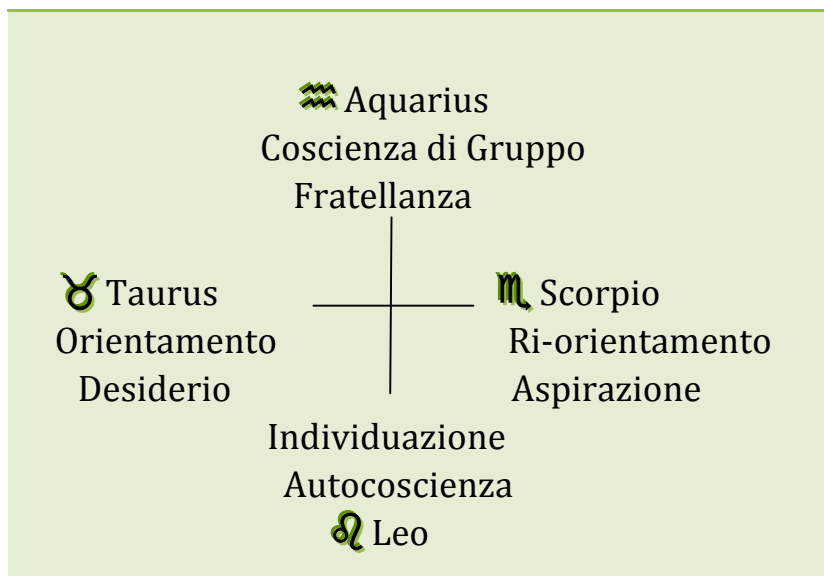 ♒ Aquarius
Coscienza di Gruppo
Fratellanza
♉ Taurus
Orientamento
Desiderio
♏ Scorpio
Ri-orientamento
Aspirazione
Individuazione
Autocoscienza
♌ Leo